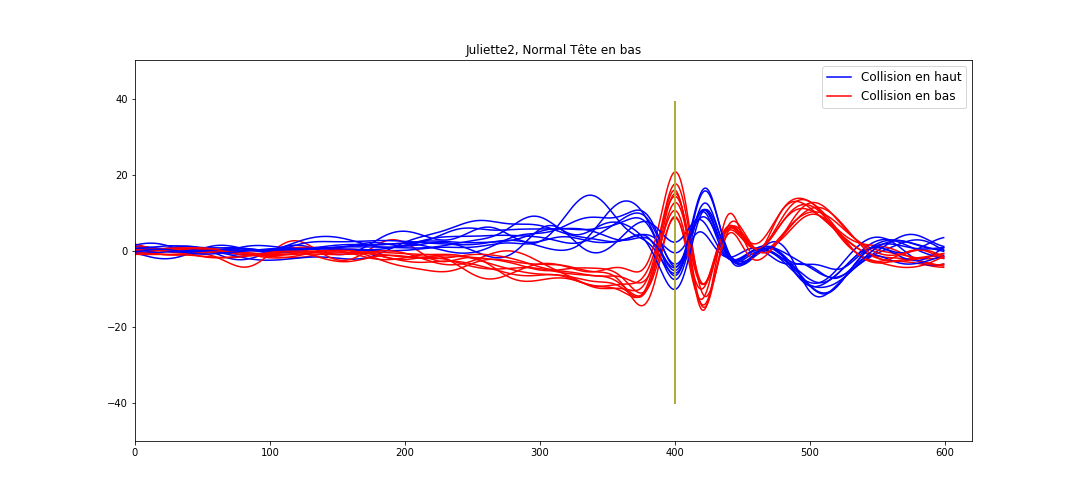 Juliette2, Normal Tête en bas
Collision en haut
Collision en bas
40
20
0
−20
−40
0 100 200 300 400 500 600